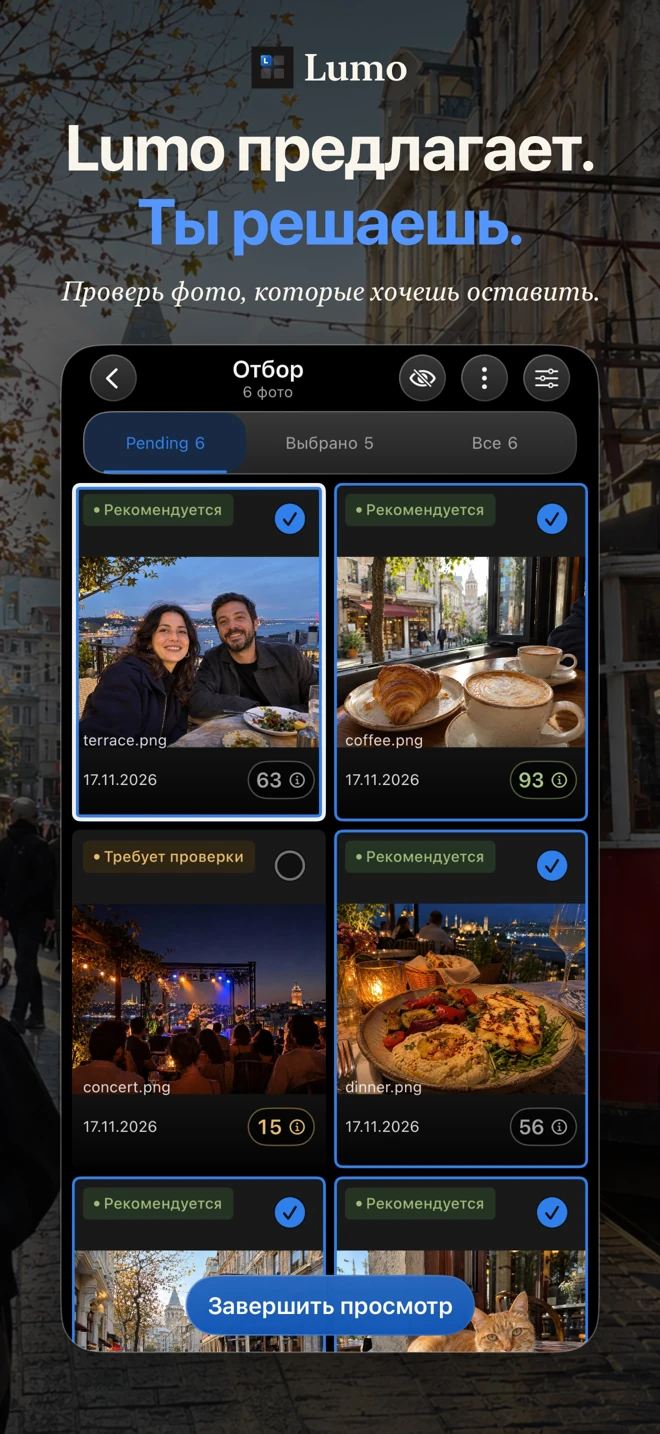 Lumo
Lumo предлагает.
Ты решаешь.
Проверь фото, которые хочешь оставить.
Отбор
6 фото
Pending 6
Выбрано 5
Все 6
Рекомендуется
Рекомендуется
terrace.png
coffee.png
17.11.2026
63
17.11.2026
93
Требует проверки
Рекомендуется
concert.png
dinner.png
17.11.2026
15
17.11.2026
56
Рекомендуется
Рекомендуется
Завершить просмотр